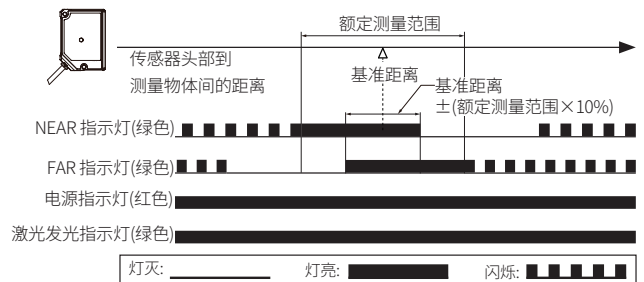 额定测量范围
传感器头部到
测量物体间的距离
基准距离
基准距离
±(额定测量范围×10%)
NEAR 指示灯(绿色)
FAR 指示灯(绿色)
电源指示灯(红色)
激光发光指示灯(绿色)
灯灭:
灯亮:
闪烁: